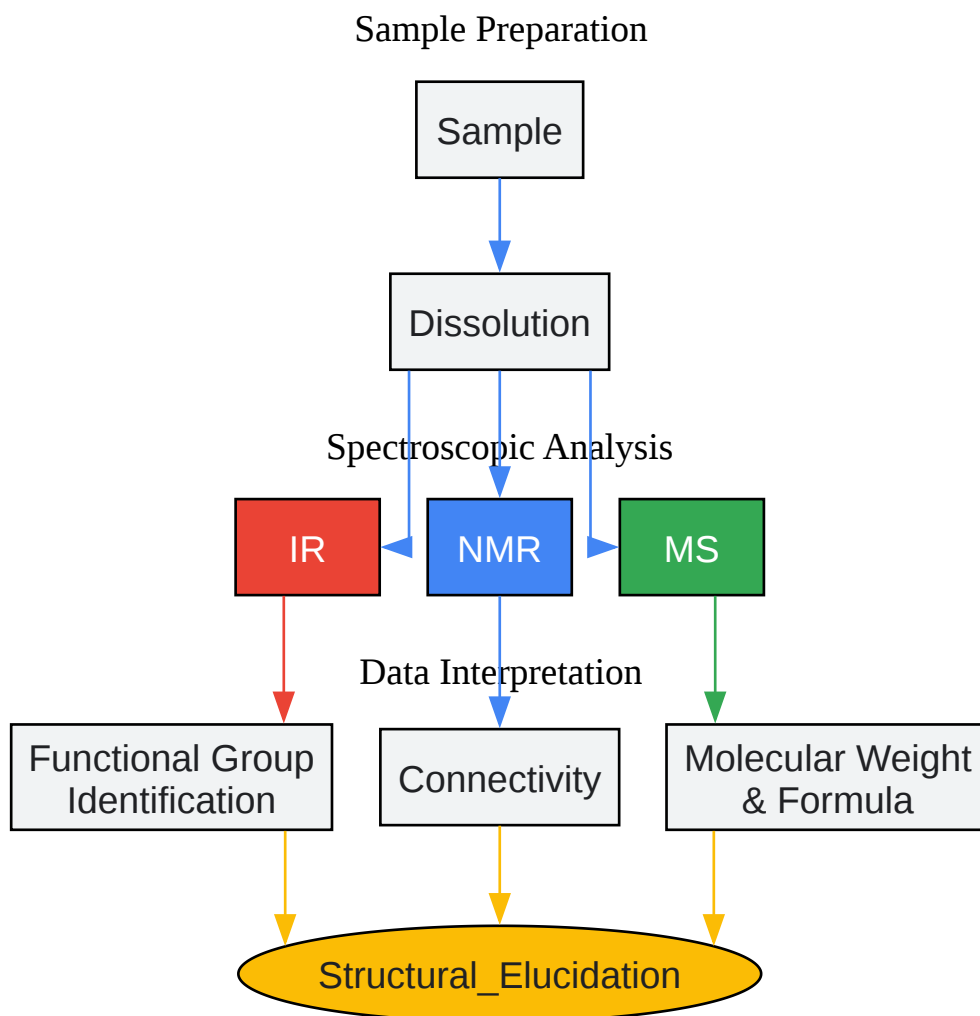 Sample Preparation
Sample
Dissolution
Spectroscopic Analysis
IR
NMR
MS
Data Interpretation
Functional Group
Identification
Connectivity
Molecular Weight
& Formula
Structural_Elucidation